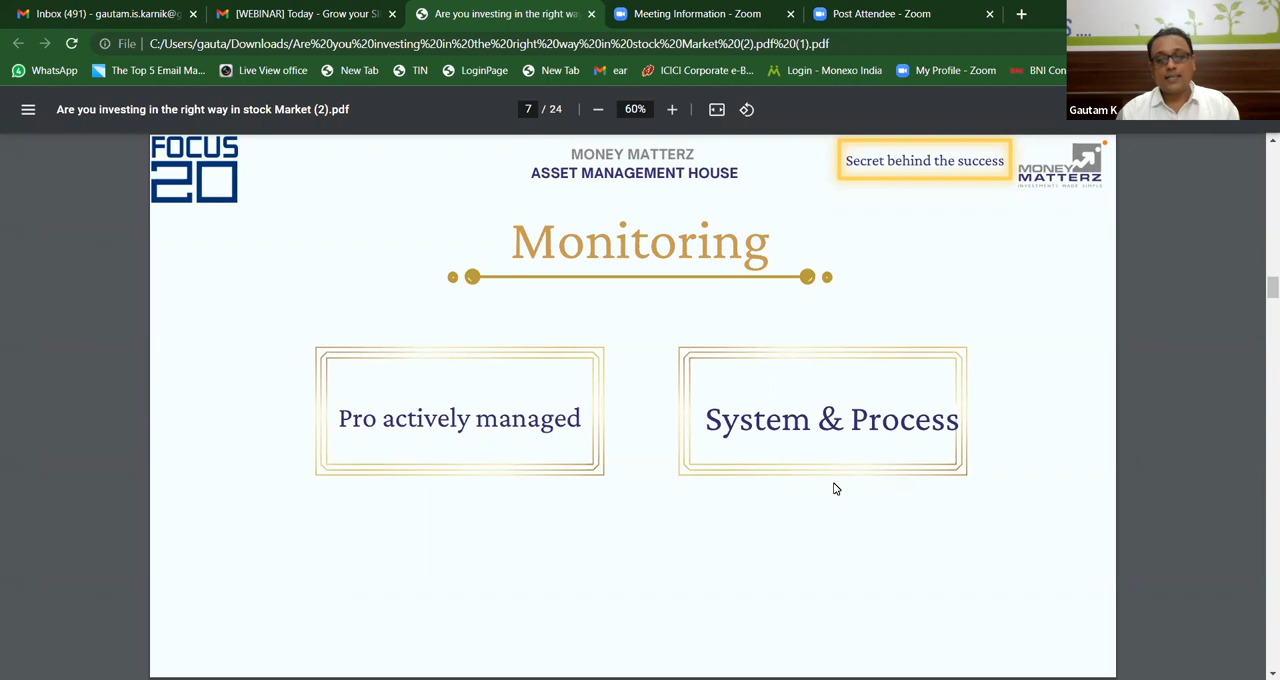 Inbox (491) - gautam.is.karnik@g
[WEBINAR] Today - Grow your SI
Are you investing in the right wa
Meeting Information - Zoom
Post Attendee - Zoom
File
C:/Users/gauta/Downloads/Are%20you%20investing%20in%20the%20right%20way%20in%20stock%20Market%20(2).pdf%20(1).pdf
WhatsApp
The Top 5 Email Ma...
Live View office
New Tab
TIN
LoginPage
New Tab
ear
ICICI Corporate e-B...
Login - Monexo India
My Profile - Zoom
BNI Con
Gautam K
Are you investing in the right way in stock Market (2).pdf
7 / 24
60%
FOCUS
20
MONEY MATTERZ
ASSET MANAGEMENT HOUSE
Secret behind the success
MONEY
MATTERZ
INVESTMENTS MADE SIMPLE
Monitoring
Pro actively managed
System & Process